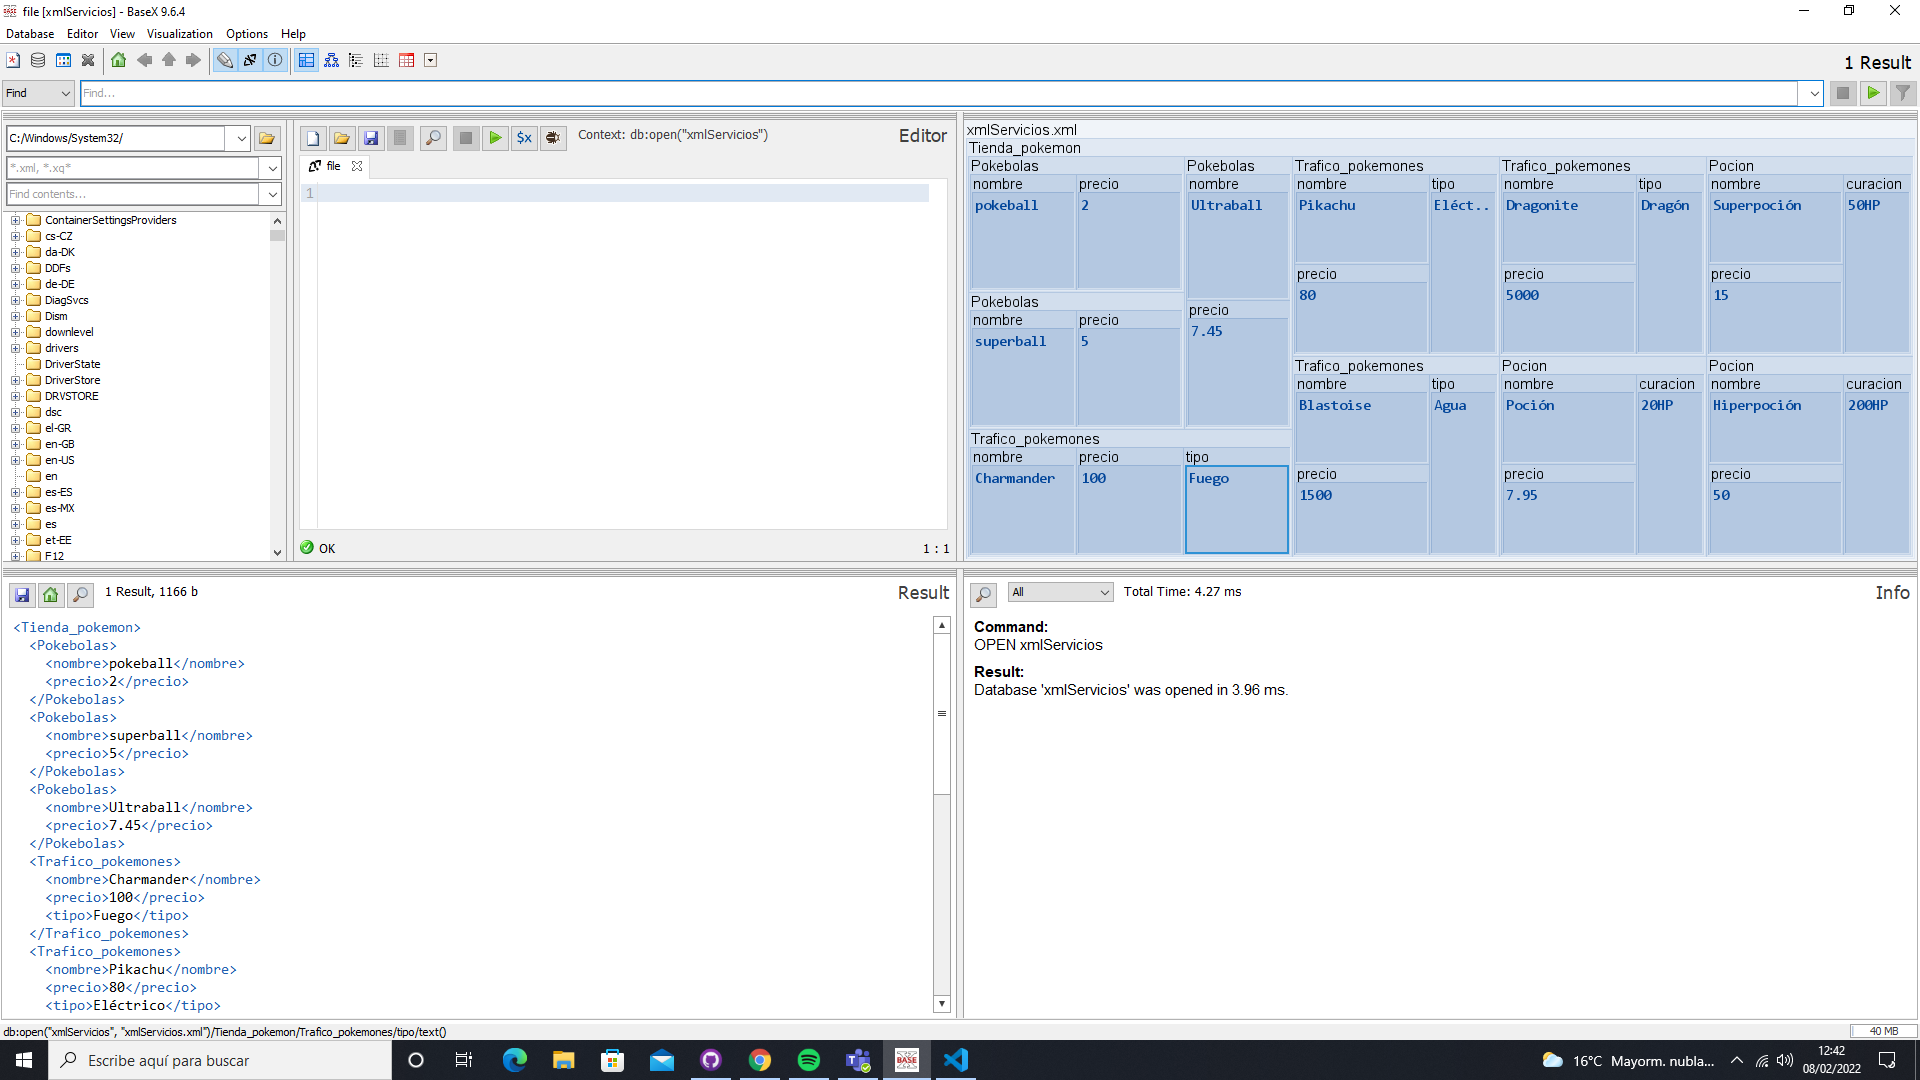 file [xmlServicios] - BaseX 9.6.4
Database Editor View Visualization Options Help
1 Result
Find Find...
C:/Windows/System32/
*.xml, *.xq*
Find contents...
ContainerSettingsProviders
cs-CZ
da-DK
DDFs
de-DE
DiagSvcs
Dism
downlevel
drivers
DriverState
DriverStore
DRVSTORE
dsc
el-GR
en-GB
en-US
en
es-ES
es-MX
es
et-EE
F12
$x
Context: db:open("xmlServicios")
Editor
file
1
OK
1 : 1
xmlServicios.xml
Tienda_pokemon
Pokebolas
nombre precio
pokeball 2
Pokebolas
nombre precio
superball 5
Pokebolas
nombre
Ultraball
precio
7.45
Trafico_pokemones
nombre precio tipo
Charmander 100 Fuego
Trafico_pokemones
nombre tipo
Pikachu Eléct..
precio
80
Trafico_pokemones
nombre tipo
Blastoise Agua
precio
1500
Trafico_pokemones
nombre tipo
Dragonite Dragón
precio
5000
Pocion
nombre curacion
Poción 20HP
precio
7.95
Pocion
nombre curacion
Superpoción 50HP
precio
15
Pocion
nombre curacion
Hiperpoción 200HP
precio
50
1 Result, 1166 b
Result
<Tienda_pokemon>
<Pokebolas>
<nombre>pokeball</nombre>
<precio>2</precio>
</Pokebolas>
<Pokebolas>
<nombre>superball</nombre>
<precio>5</precio>
</Pokebolas>
<Pokebolas>
<nombre>Ultraball</nombre>
<precio>7.45</precio>
</Pokebolas>
<Trafico_pokemones>
<nombre>Charmander</nombre>
<precio>100</precio>
<tipo>Fuego</tipo>
</Trafico_pokemones>
<Trafico_pokemones>
<nombre>Pikachu</nombre>
<precio>80</precio>
<tipo>Eléctrico</tipo>
All
Total Time: 4.27 ms
Info
Command:
OPEN xmlServicios
Result:
Database 'xmlServicios' was opened in 3.96 ms.
db:open("xmlServicios", "xmlServicios.xml")/Tienda_pokemon/Trafico_pokemones/tipo/text()
40 MB
Escribe aquí para buscar
BASE
16°C Mayorm. nubla...
12:42
08/02/2022